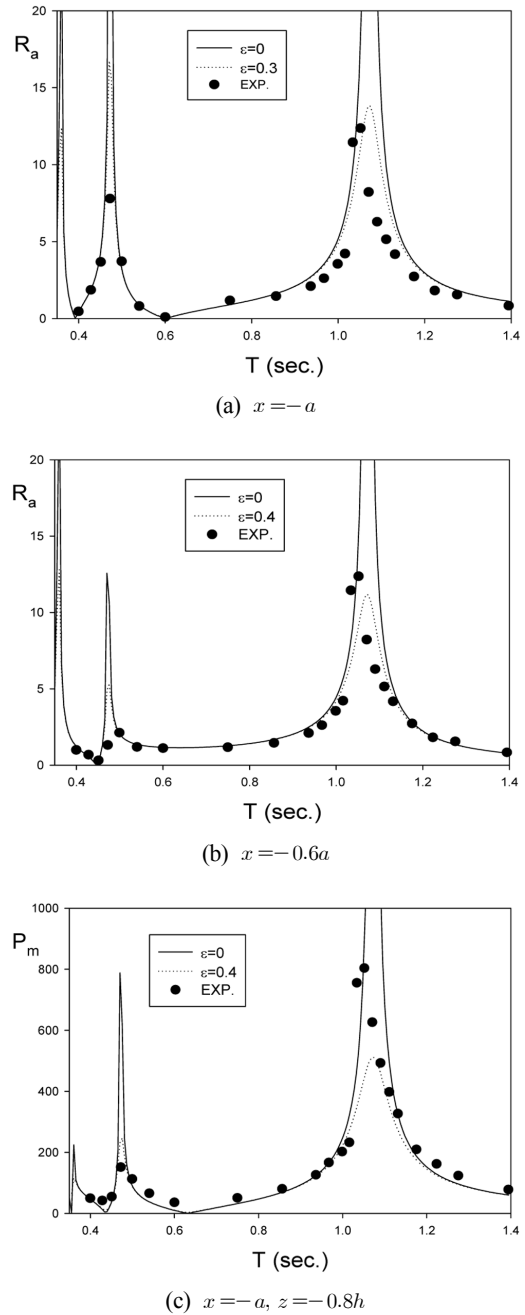 20
R_a
15
10
5
0
ε=0
ε=0.3
EXP.
0.4 0.6 0.8 1.0 1.2 1.4
T (sec.)
(a) x=−a
20
R_a
15
10
5
0
ε=0
ε=0.4
EXP.
0.4 0.6 0.8 1.0 1.2 1.4
T (sec.)
(b) x=−0.6a
1000
P_m
800
600
400
200
0
ε=0
ε=0.4
EXP.
0.4 0.6 0.8 1.0 1.2 1.4
T (sec.)
(c) x=−a, z=−0.8h